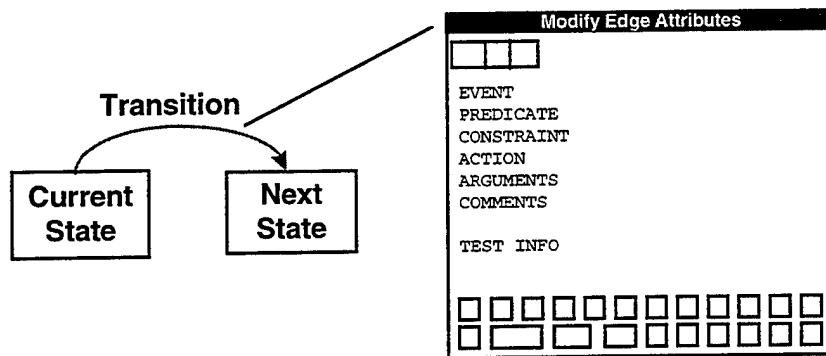 Modify Edge Attributes
Transition
Current
State
Next
State
EVENT
PREDICATE
CONSTRAINT
ACTION
ARGUMENTS
COMMENTS
TEST INFO